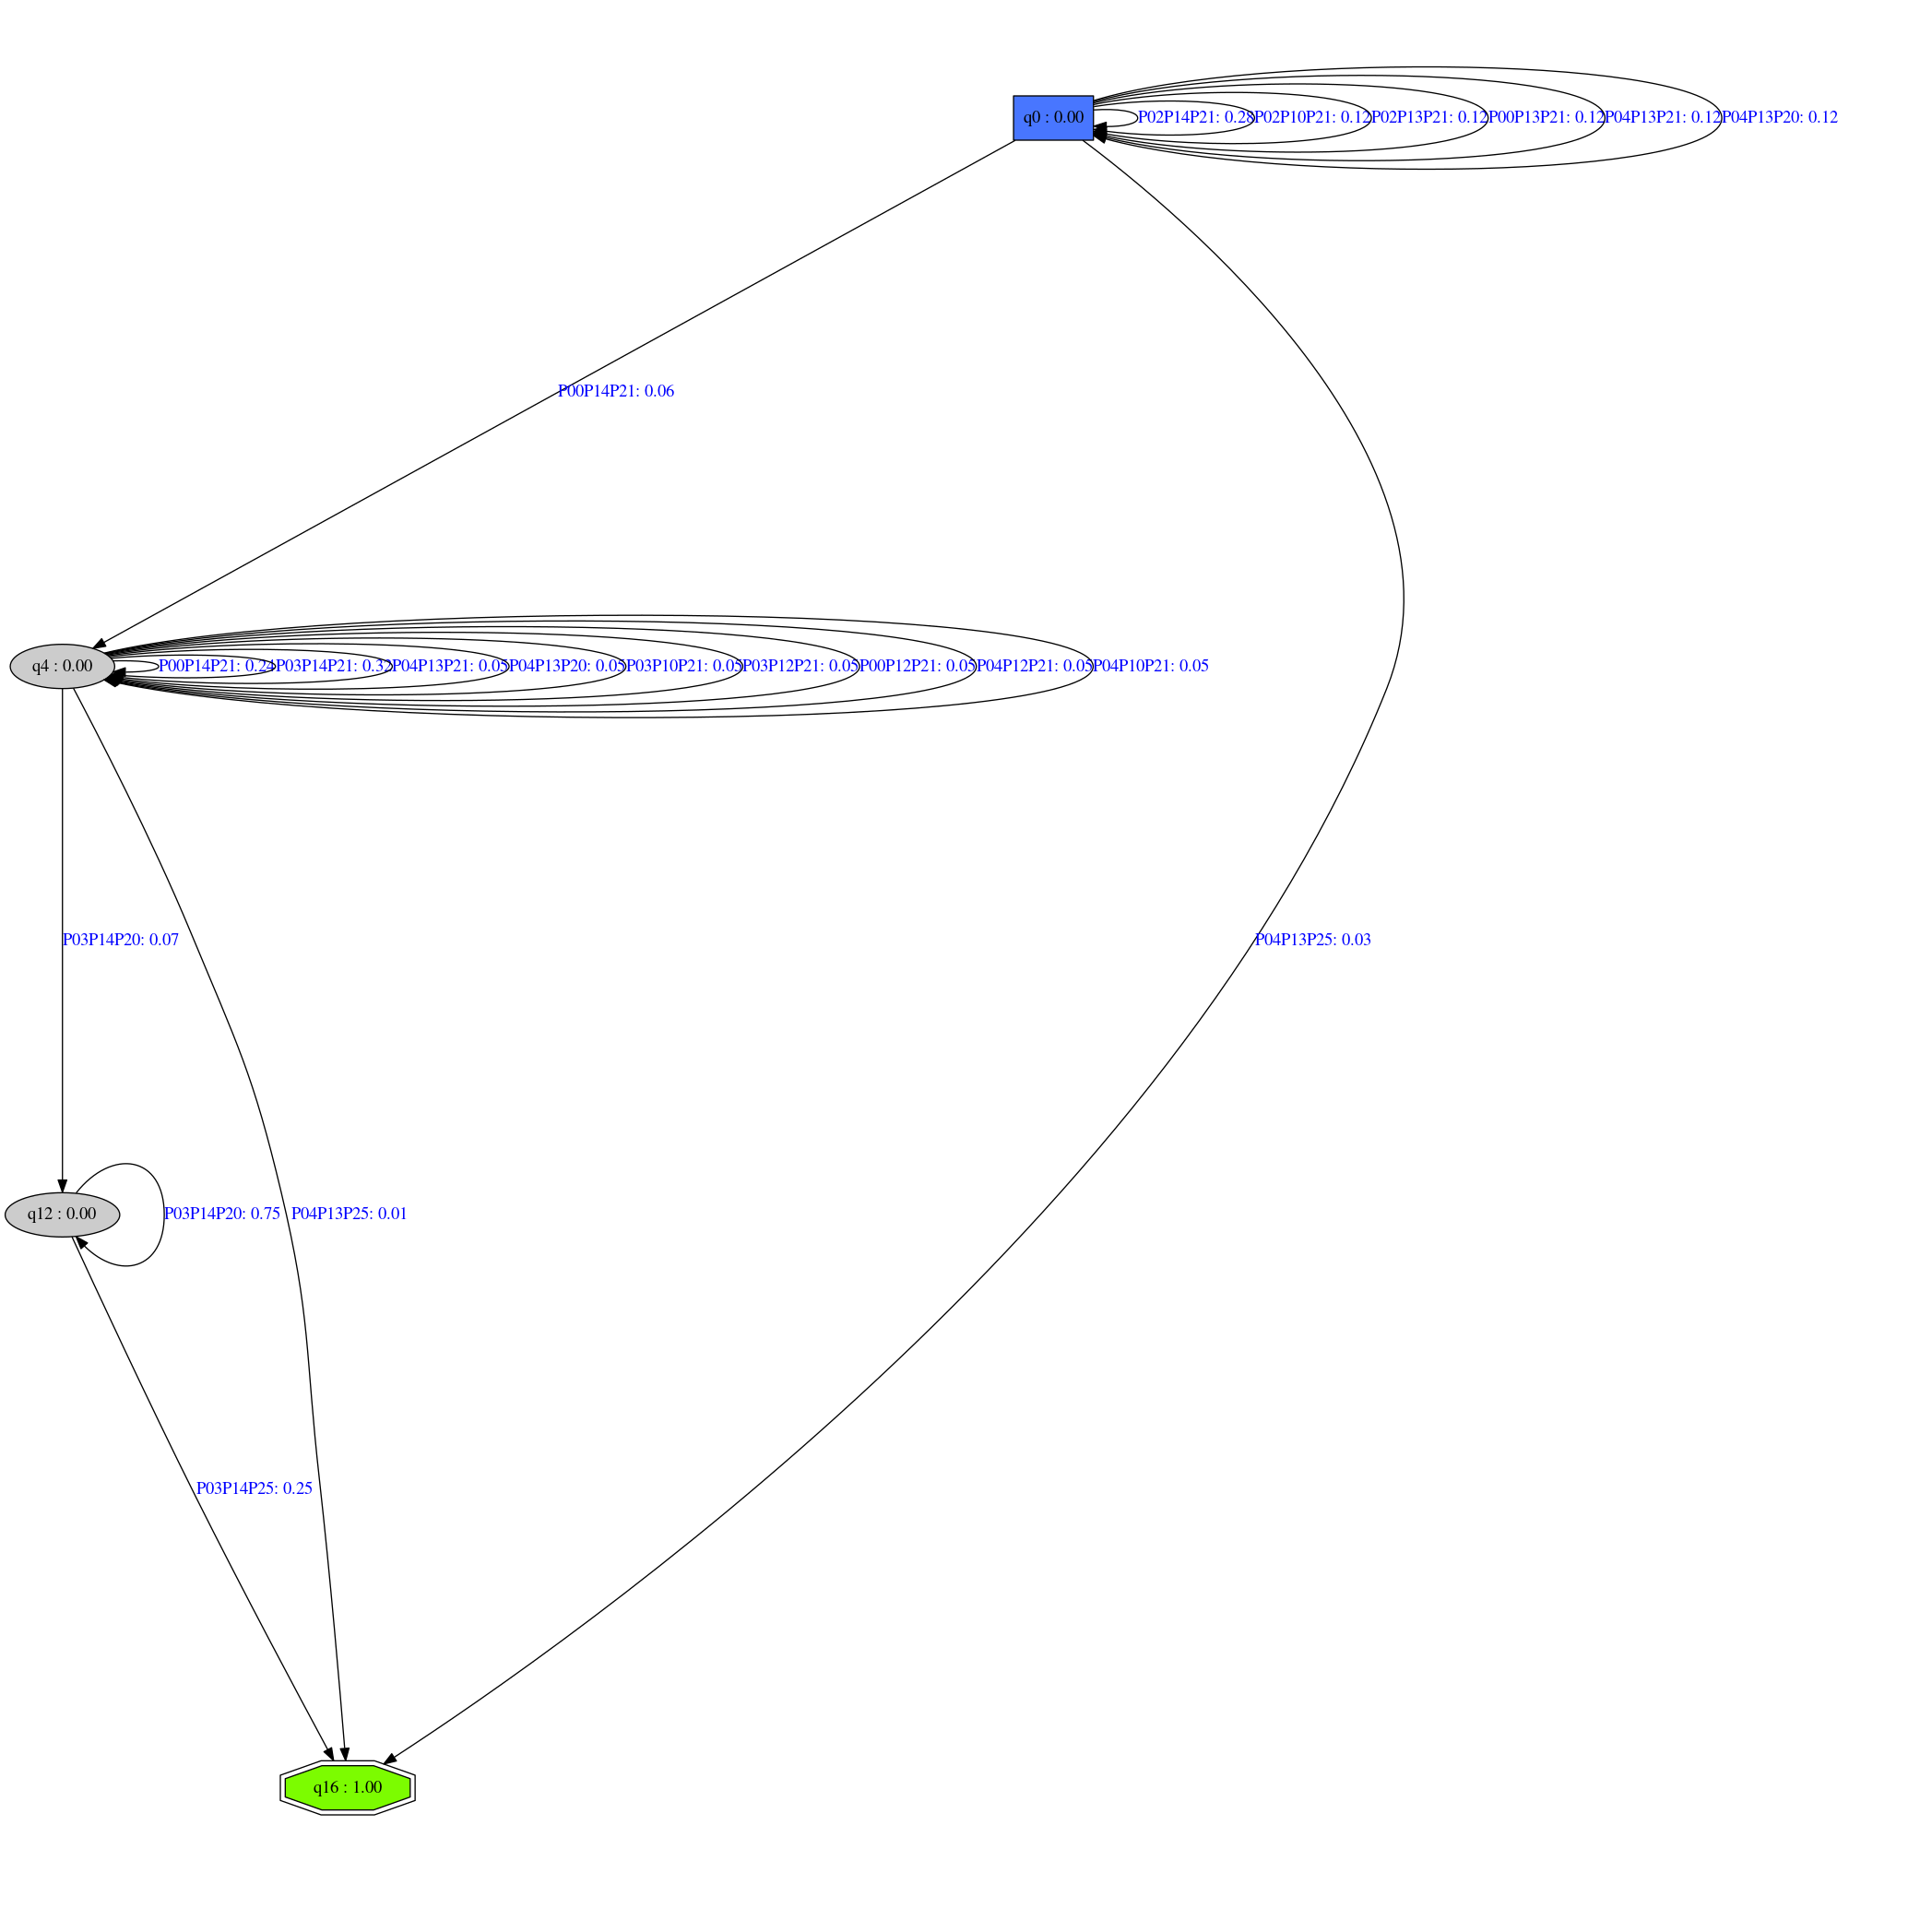 q0 : 0.00
P02P14P21: 0.28
P02P10P21: 0.12
P02P13P21: 0.12
P00P13P21: 0.12
P04P13P21: 0.12
P04P13P20: 0.12
P00P14P21: 0.06
q4 : 0.00
P00P14P21: 0.24
P03P14P21: 0.32
P04P13P21: 0.05
P04P13P20: 0.05
P03P10P21: 0.05
P03P12P21: 0.05
P00P12P21: 0.05
P04P12P21: 0.05
P04P10P21: 0.05
P03P14P20: 0.07
P04P13P25: 0.03
q12 : 0.00
P03P14P20: 0.75
P04P13P25: 0.01
P03P14P25: 0.25
q16 : 1.00